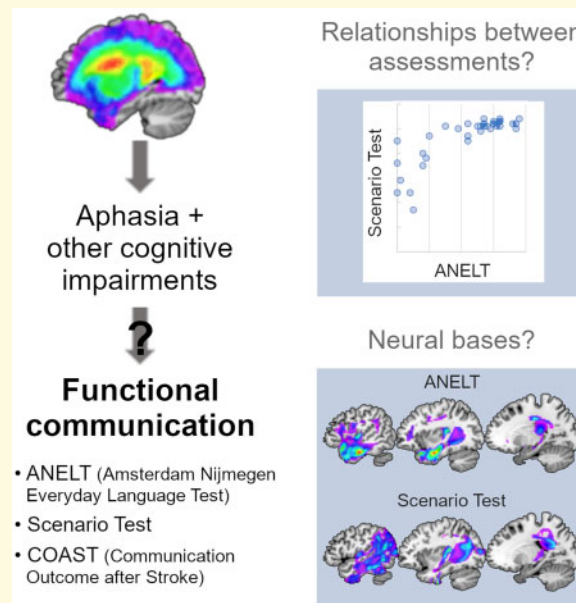 Aphasia +
other cognitive
impairments
?
Functional
communication
• ANELT (Amsterdam Nijmegen
Everyday Language Test)
• Scenario Test
• COAST (Communication
Outcome after Stroke)
Relationships between
assessments?
Scenario Test
ANELT
Neural bases?
ANELT
Scenario Test